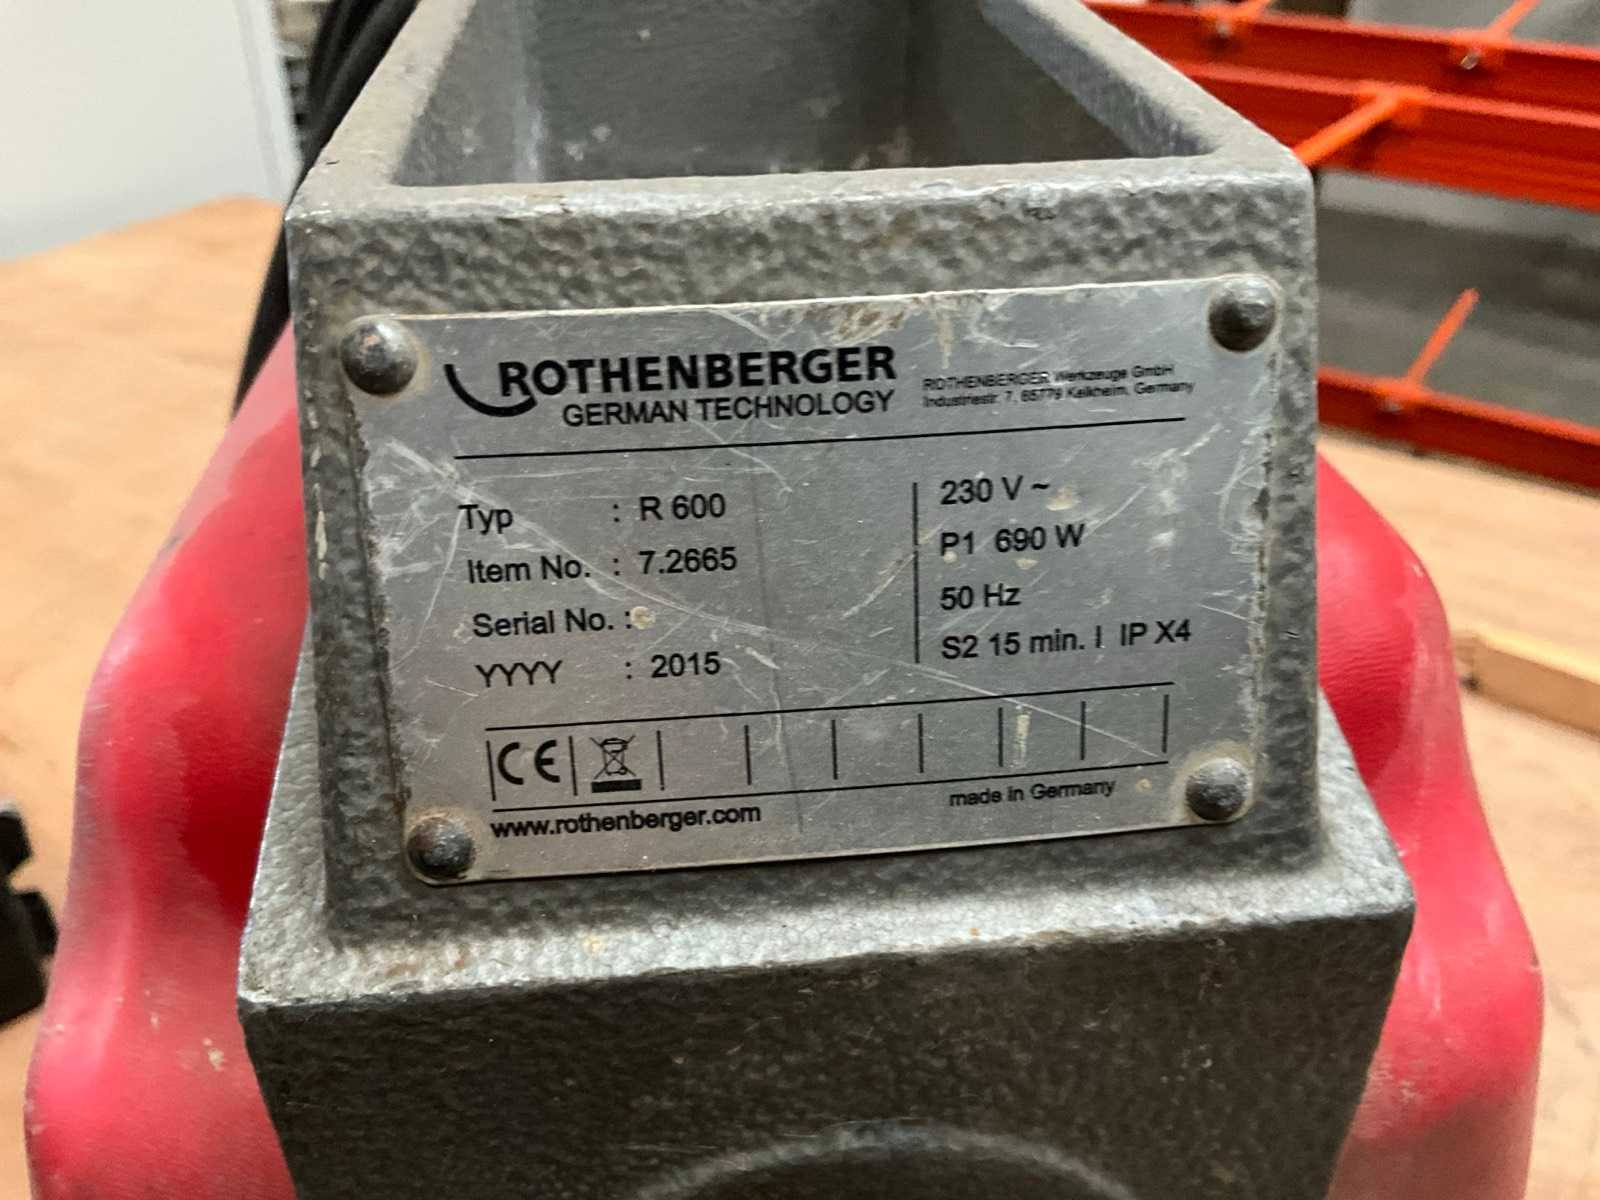 ROTHENBERGER
GERMAN TECHNOLOGY
ROTHENBERGER Werkzeuge GmbH
Industriestr. 7, 65779 Kelkheim, Germany
Typ : R 600
Item No. : 7.2665
Serial No. :
YYYY : 2015
230 V ~
P1 690 W
50 Hz
S2 15 min. I IP X4
CE
www.rothenberger.com
made in Germany